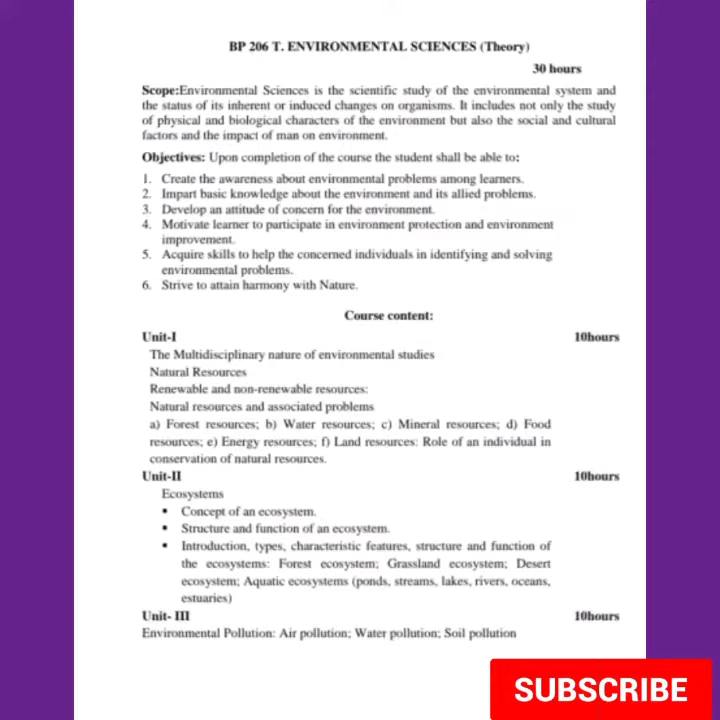 BP 206 T. ENVIRONMENTAL SCIENCES (Theory)
30 hours
Scope:Environmental Sciences is the scientific study of the environmental system and
the status of its inherent or induced changes on organisms. It includes not only the study
of physical and biological characters of the environment but also the social and cultural
factors and the impact of man on environment.
Objectives: Upon completion of the course the student shall be able to:
1. Create the awareness about environmental problems among learners.
2. Impart basic knowledge about the environment and its allied problems.
3. Develop an attitude of concern for the environment.
4. Motivate learner to participate in environment protection and environment
improvement.
5. Acquire skills to help the concerned individuals in identifying and solving
environmental problems.
6. Strive to attain harmony with Nature.
Course content:
Unit-I 10hours
The Multidisciplinary nature of environmental studies
Natural Resources
Renewable and non-renewable resources:
Natural resources and associated problems
a) Forest resources; b) Water resources; c) Mineral resources; d) Food
resources; e) Energy resources; f) Land resources: Role of an individual in
conservation of natural resources.
Unit-II 10hours
Ecosystems
▪ Concept of an ecosystem.
▪ Structure and function of an ecosystem.
▪ Introduction, types, characteristic features, structure and function of
the ecosystems: Forest ecosystem; Grassland ecosystem; Desert
ecosystem; Aquatic ecosystems (ponds, streams, lakes, rivers, oceans,
estuaries)
Unit- III 10hours
Environmental Pollution: Air pollution; Water pollution; Soil pollution
SUBSCRIBE